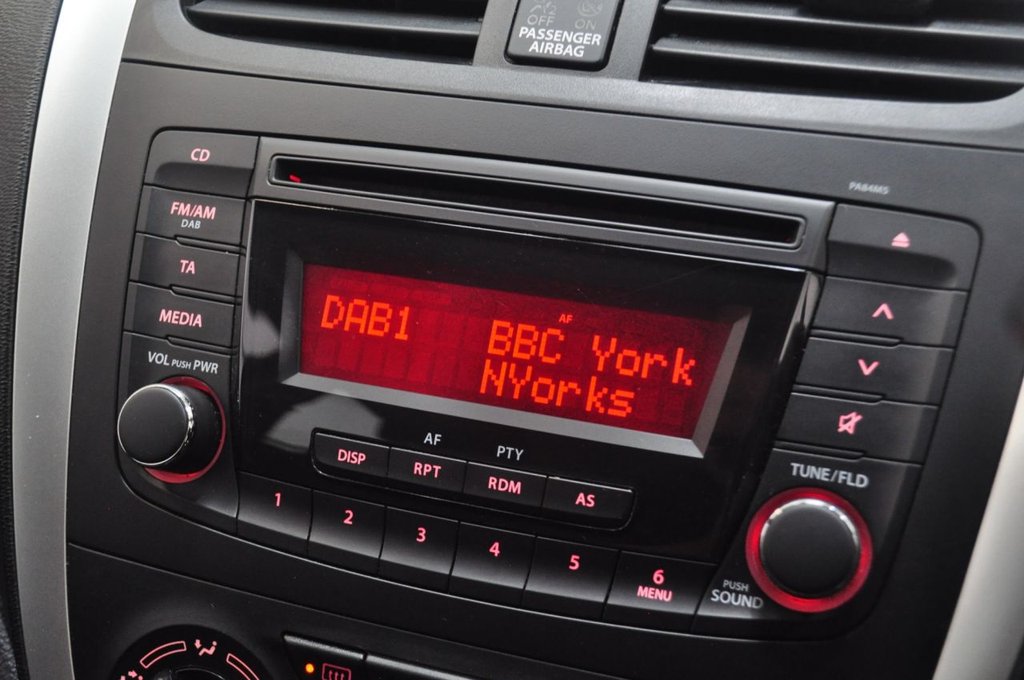 OFF ON
PASSENGER
AIRBAG
PA84M5
CD
FM/AM
DAB
TA
MEDIA
VOL PUSH PWR
AF
DAB1 BBC York
NYorks
AF PTY
DISP RPT RDM AS
1 2 3 4 5 6
MENU
TUNE/FLD
PUSH
SOUND